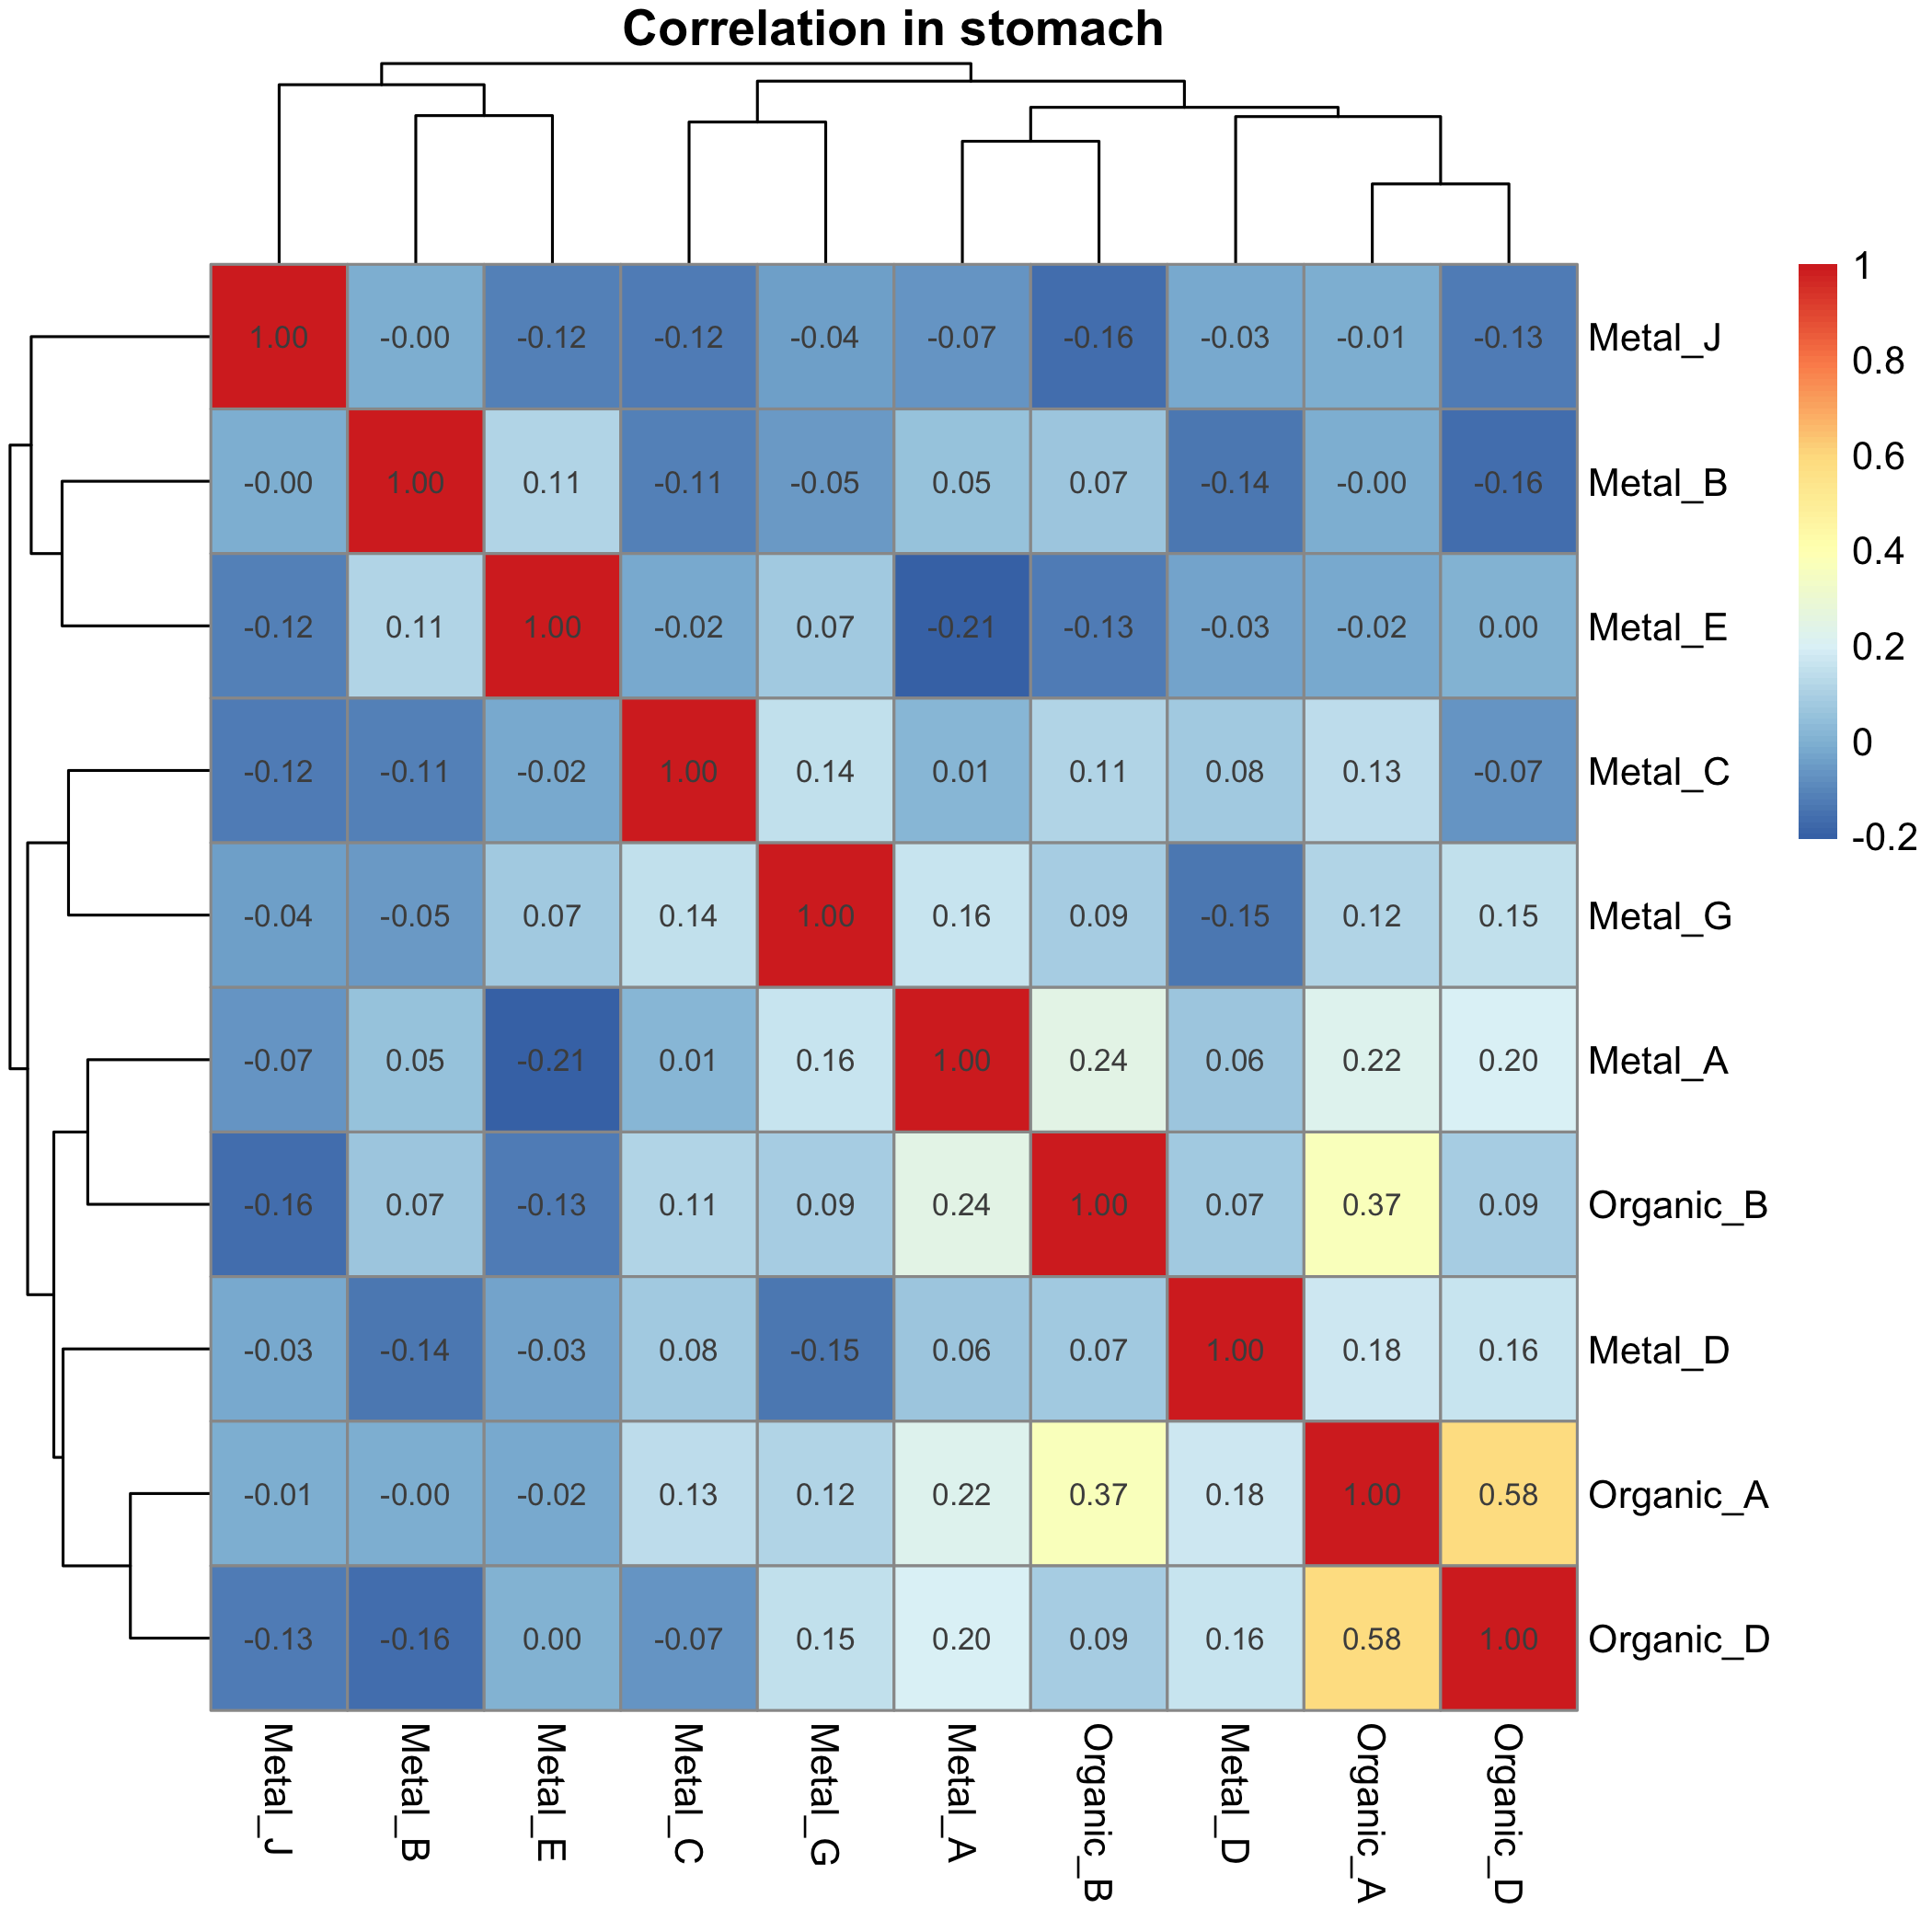 Correlation in stomach
1.00 -0.00 -0.12 -0.12 -0.04 -0.07 -0.16 -0.03 -0.01 -0.13 Metal_J
-0.00 1.00 0.11 -0.11 -0.05 0.05 0.07 -0.14 -0.00 -0.16 Metal_B
-0.12 0.11 1.00 -0.02 0.07 -0.21 -0.13 -0.03 -0.02 0.00 Metal_E
-0.12 -0.11 -0.02 1.00 0.14 0.01 0.11 0.08 0.13 -0.07 Metal_C
-0.04 -0.05 0.07 0.14 1.00 0.16 0.09 -0.15 0.12 0.15 Metal_G
-0.07 0.05 -0.21 0.01 0.16 1.00 0.24 0.06 0.22 0.20 Metal_A
-0.16 0.07 -0.13 0.11 0.09 0.24 1.00 0.07 0.37 0.09 Organic_B
-0.03 -0.14 -0.03 0.08 -0.15 0.06 0.07 1.00 0.18 0.16 Metal_D
-0.01 -0.00 -0.02 0.13 0.12 0.22 0.37 0.18 1.00 0.58 Organic_A
-0.13 -0.16 0.00 -0.07 0.15 0.20 0.09 0.16 0.58 1.00 Organic_D
Metal_J
Metal_B
Metal_E
Metal_C
Metal_G
Metal_A
Organic_B
Metal_D
Organic_A
Organic_D
1
0.8
0.6
0.4
0.2
0
-0.2